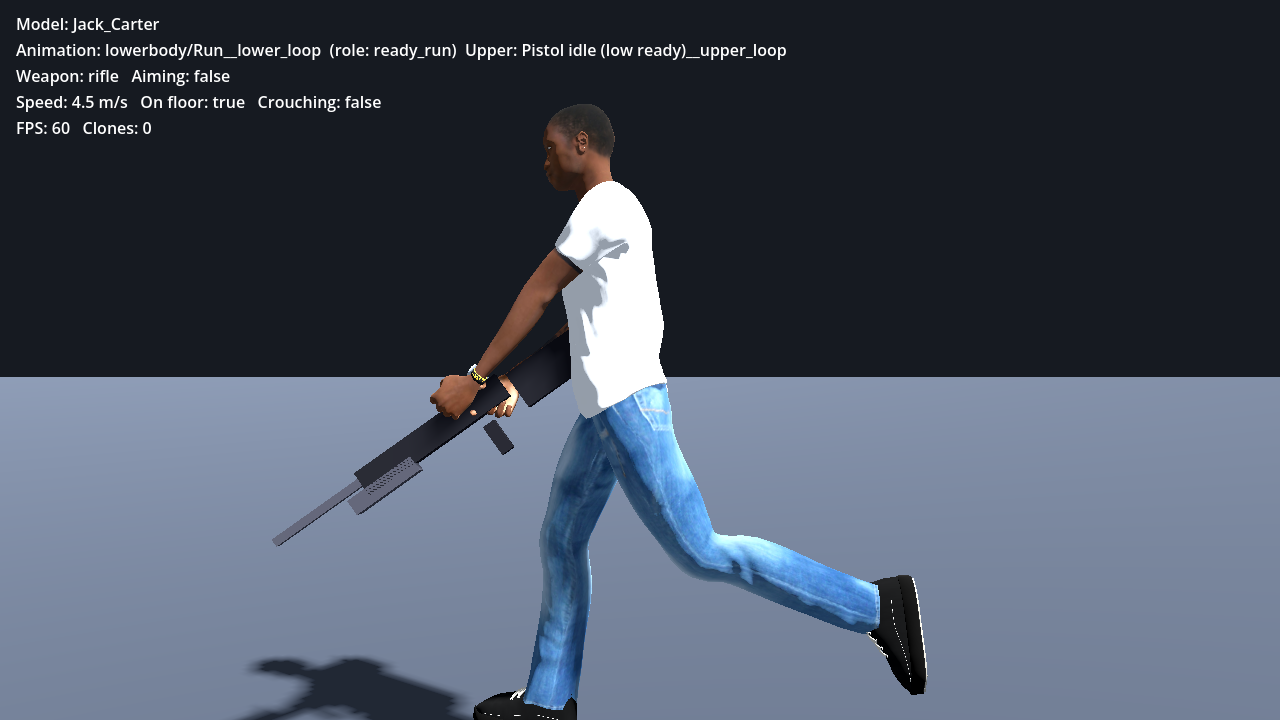 Model: Jack_Carter
Animation: lowerbody/Run__lower_loop  (role: ready_run)  Upper: Pistol idle (low ready)__upper_loop
Weapon: rifle   Aiming: false
Speed: 4.5 m/s   On floor: true   Crouching: false
FPS: 60   Clones: 0